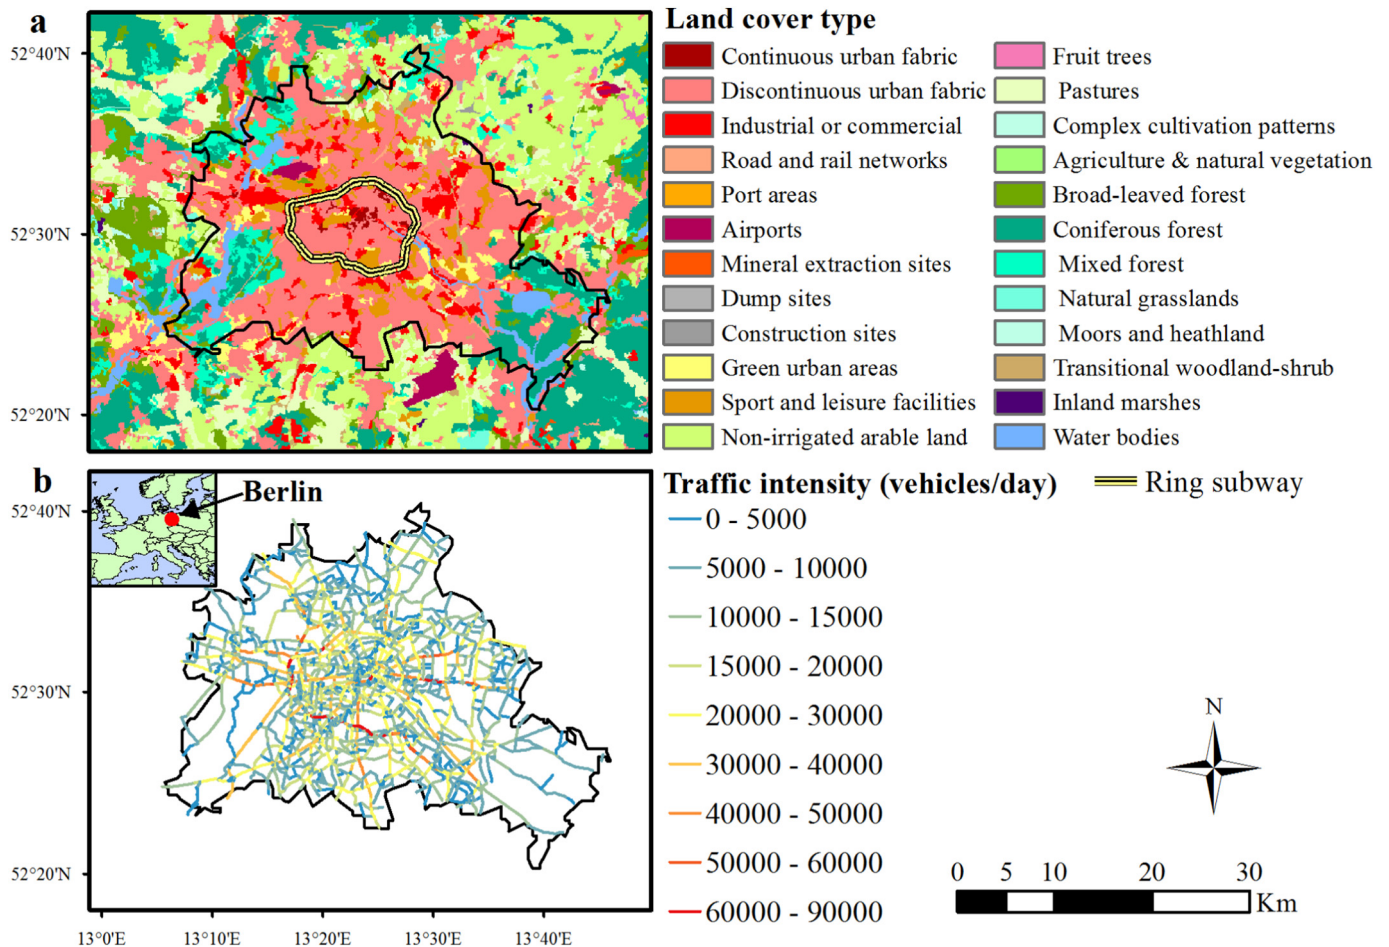 a
52°40'N
52°30'N
52°20'N
Land cover type
Continuous urban fabric
Discontinuous urban fabric
Industrial or commercial
Road and rail networks
Port areas
Airports
Mineral extraction sites
Dump sites
Construction sites
Green urban areas
Sport and leisure facilities
Non-irrigated arable land
Fruit trees
Pastures
Complex cultivation patterns
Agriculture & natural vegetation
Broad-leaved forest
Coniferous forest
Mixed forest
Natural grasslands
Moors and heathland
Transitional woodland-shrub
Inland marshes
Water bodies
b
Berlin
52°40'N
52°30'N
52°20'N
13°0'E 13°10'E 13°20'E 13°30'E 13°40'E
Traffic intensity (vehicles/day)
0 - 5000
5000 - 10000
10000 - 15000
15000 - 20000
20000 - 30000
30000 - 40000
40000 - 50000
50000 - 60000
60000 - 90000
Ring subway
N
0 5 10 20 30
Km